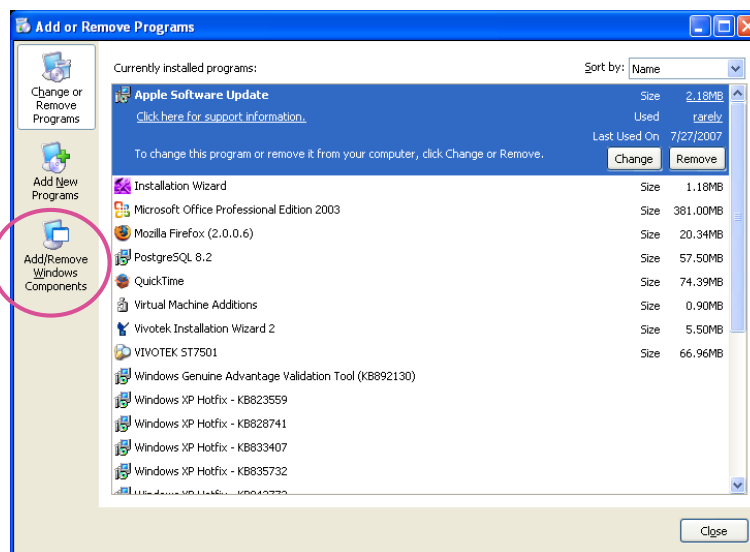 Add or Remove Programs
Change or
Remove
Programs
Add New
Programs
Add/Remove
Windows
Components
Currently installed programs:
Sort by: Name
Apple Software Update Size 2.18MB
Click here for support information. Used rarely
Last Used On 7/27/2007
To change this program or remove it from your computer, click Change or Remove. Change Remove
Installation Wizard Size 1.18MB
Microsoft Office Professional Edition 2003 Size 381.00MB
Mozilla Firefox (2.0.0.6) Size 20.34MB
PostgreSQL 8.2 Size 57.50MB
QuickTime Size 74.39MB
Virtual Machine Additions Size 0.90MB
Vivotek Installation Wizard 2 Size 5.50MB
VIVOTEK ST7501 Size 66.96MB
Windows Genuine Advantage Validation Tool (KB892130)
Windows XP Hotfix - KB823559
Windows XP Hotfix - KB828741
Windows XP Hotfix - KB833407
Windows XP Hotfix - KB835732
Windows XP Hotfix -
Close